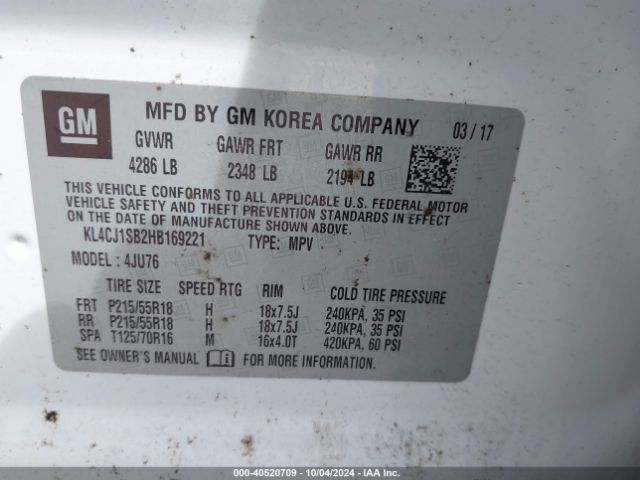 GM
MFD BY GM KOREA COMPANY 03 / 17
GVWR GAWR FRT GAWR RR
4286 LB 2348 LB 2194 LB
THIS VEHICLE CONFORMS TO ALL APPLICABLE U.S. FEDERAL MOTOR
VEHICLE SAFETY AND THEFT PREVENTION STANDARDS IN EFFECT
ON THE DATE OF MANUFACTURE SHOWN ABOVE.
KL4CJ1SB2HB169221 TYPE: MPV
MODEL : 4JU76
TIRE SIZE SPEED RTG RIM COLD TIRE PRESSURE
FRT P215/55R18 H 18x7.5J 240KPA, 35 PSI
RR P215/55R18 H 18x7.5J 240KPA, 35 PSI
SPA T125/70R16 M 16x4.0T 420KPA, 60 PSI
SEE OWNER'S MANUAL FOR MORE INFORMATION.
000-40520709 - 10/04/2024 - IAA Inc.